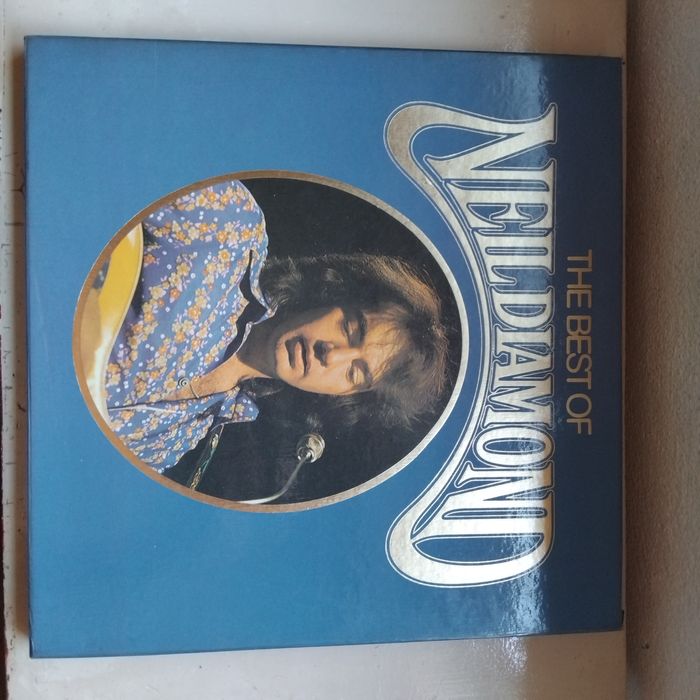 THE BEST OF
NEIL DIAMOND